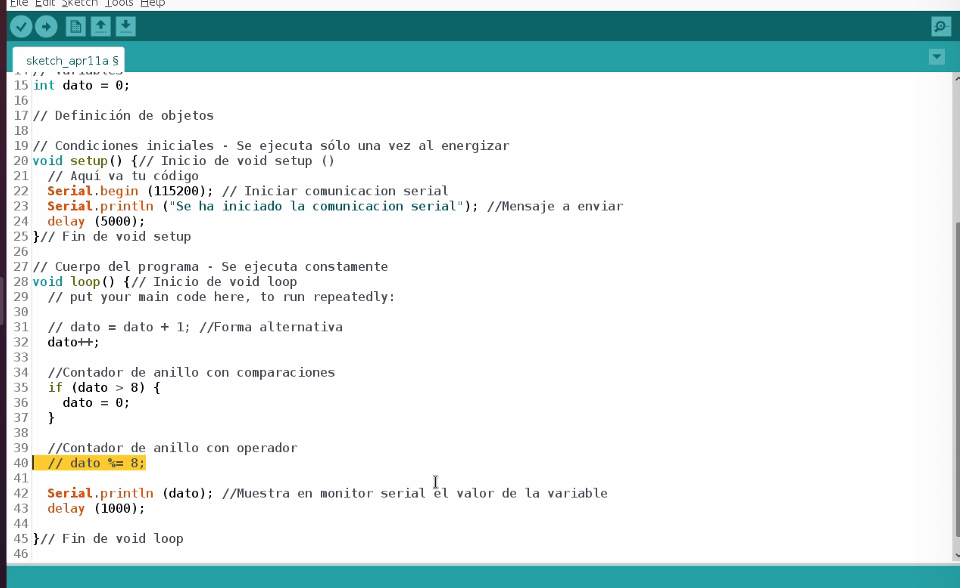 File Edit Sketch Tools Help
sketch_apr11a §
14 // Variables
15 int dato = 0;
16
17 // Definición de objetos
18
19 // Condiciones iniciales - Se ejecuta sólo una vez al energizar
20 void setup() {// Inicio de void setup ()
21 // Aquí va tu código
22 Serial.begin (115200); // Iniciar comunicacion serial
23 Serial.println ("Se ha iniciado la comunicacion serial"); //Mensaje a enviar
24 delay (5000);
25 }// Fin de void setup
26
27 // Cuerpo del programa - Se ejecuta constamente
28 void loop() {// Inicio de void loop
29 // put your main code here, to run repeatedly:
30
31 // dato = dato + 1; //Forma alternativa
32 dato++;
33
34 //Contador de anillo con comparaciones
35 if (dato > 8) {
36 dato = 0;
37 }
38
39 //Contador de anillo con operador
40 // dato %= 8;
41
42 Serial.println (dato); //Muestra en monitor serial el valor de la variable
43 delay (1000);
44
45 }// Fin de void loop
46